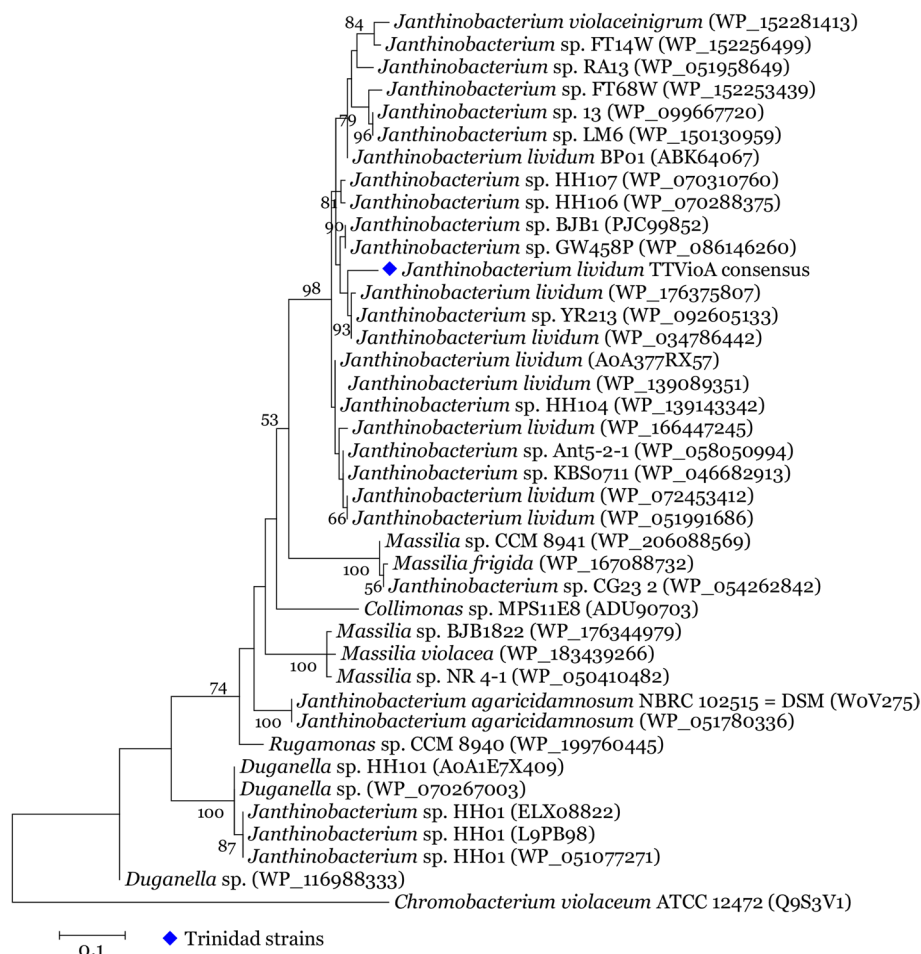 84
Janthinobacterium violaceinigrum (WP_152281413)
Janthinobacterium sp. FT14W (WP_152256499)
Janthinobacterium sp. RA13 (WP_051958649)
Janthinobacterium sp. FT68W (WP_152253439)
Janthinobacterium sp. 13 (WP_099667720)
79
96
Janthinobacterium sp. LM6 (WP_150130959)
Janthinobacterium lividum BP01 (ABK64067)
Janthinobacterium sp. HH107 (WP_070310760)
81
Janthinobacterium sp. HH106 (WP_070288375)
90
Janthinobacterium sp. BJB1 (PJC99852)
Janthinobacterium sp. GW458P (WP_086146260)
Janthinobacterium lividum TTVioA consensus
98
Janthinobacterium lividum (WP_176375807)
Janthinobacterium sp. YR213 (WP_092605133)
93
Janthinobacterium lividum (WP_034786442)
Janthinobacterium lividum (A0A377RX57)
Janthinobacterium lividum (WP_139089351)
Janthinobacterium sp. HH104 (WP_139143342)
53
Janthinobacterium lividum (WP_166447245)
Janthinobacterium sp. Ant5-2-1 (WP_058050994)
Janthinobacterium sp. KBS0711 (WP_046682913)
Janthinobacterium lividum (WP_072453412)
66
Janthinobacterium lividum (WP_051991686)
Massilia sp. CCM 8941 (WP_206088569)
100
Massilia frigida (WP_167088732)
56
Janthinobacterium sp. CG23 2 (WP_054262842)
Collimonas sp. MPS11E8 (ADU90703)
Massilia sp. BJB1822 (WP_176344979)
100
Massilia violacea (WP_183439266)
Massilia sp. NR 4-1 (WP_050410482)
74
Janthinobacterium agaricidamnosum NBRC 102515 = DSM (W0V275)
100
Janthinobacterium agaricidamnosum (WP_051780336)
Rugamonas sp. CCM 8940 (WP_199760445)
Duganella sp. HH101 (A0A1E7X409)
Duganella sp. (WP_070267003)
100
Janthinobacterium sp. HH01 (ELX08822)
Janthinobacterium sp. HH01 (L9PB98)
87
Janthinobacterium sp. HH01 (WP_051077271)
Duganella sp. (WP_116988333)
Chromobacterium violaceum ATCC 12472 (Q9S3V1)
0.1
Trinidad strains